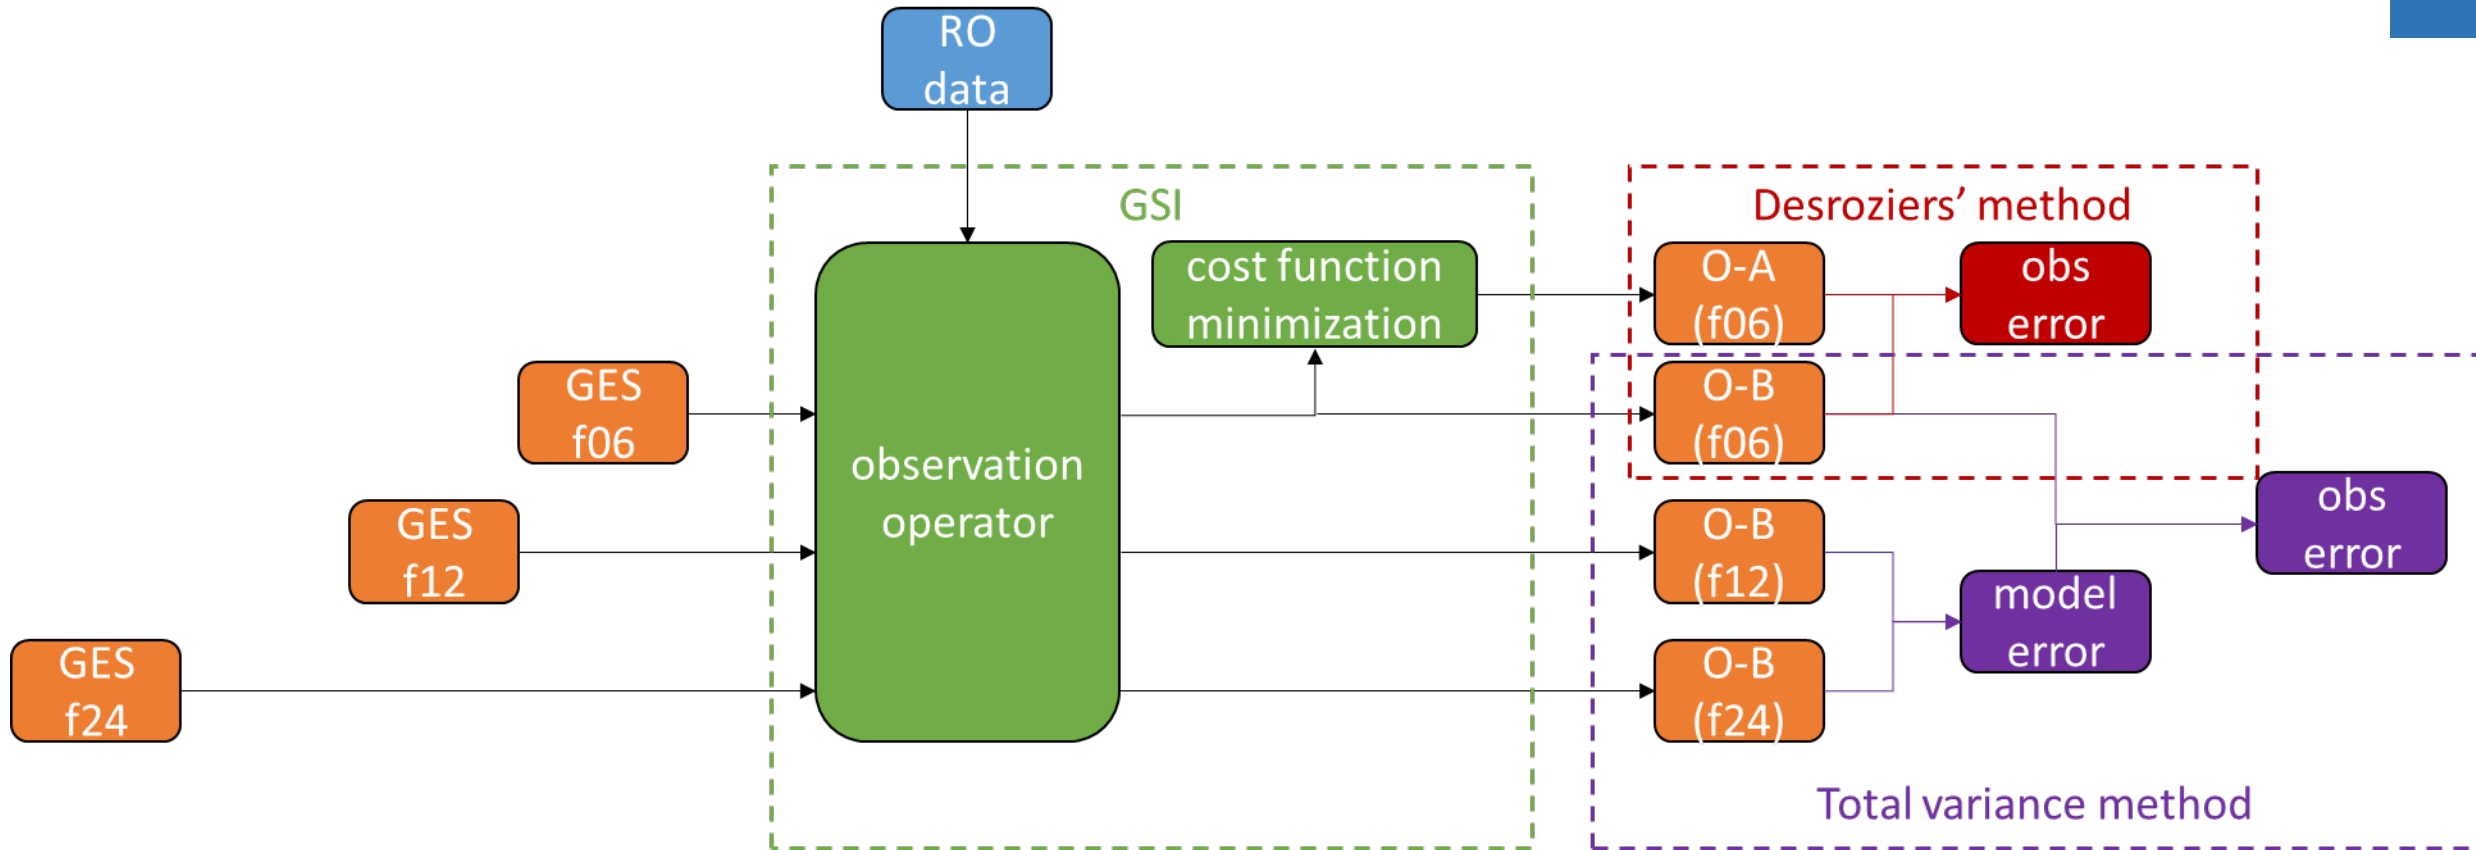 RO
data
GSI
Desroziers’ method
cost function
minimization
O-A
(f06)
obs
error
GES
f06
O-B
(f06)
observation
operator
GES
f12
O-B
(f12)
obs
error
model
error
GES
f24
O-B
(f24)
Total variance method